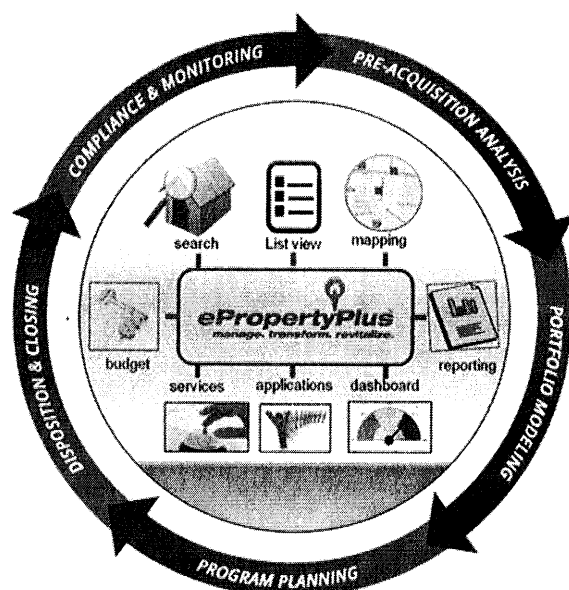 COMPLIANCE & MONITORING
PRE-ACQUISITION ANALYSIS
PORTFOLIO MODELING
PROGRAM PLANNING
DISPOSITION & CLOSING
search
List view
mapping
budget
ePropertyPlus
manage. transform. revitalize.
reporting
services
applications
dashboard